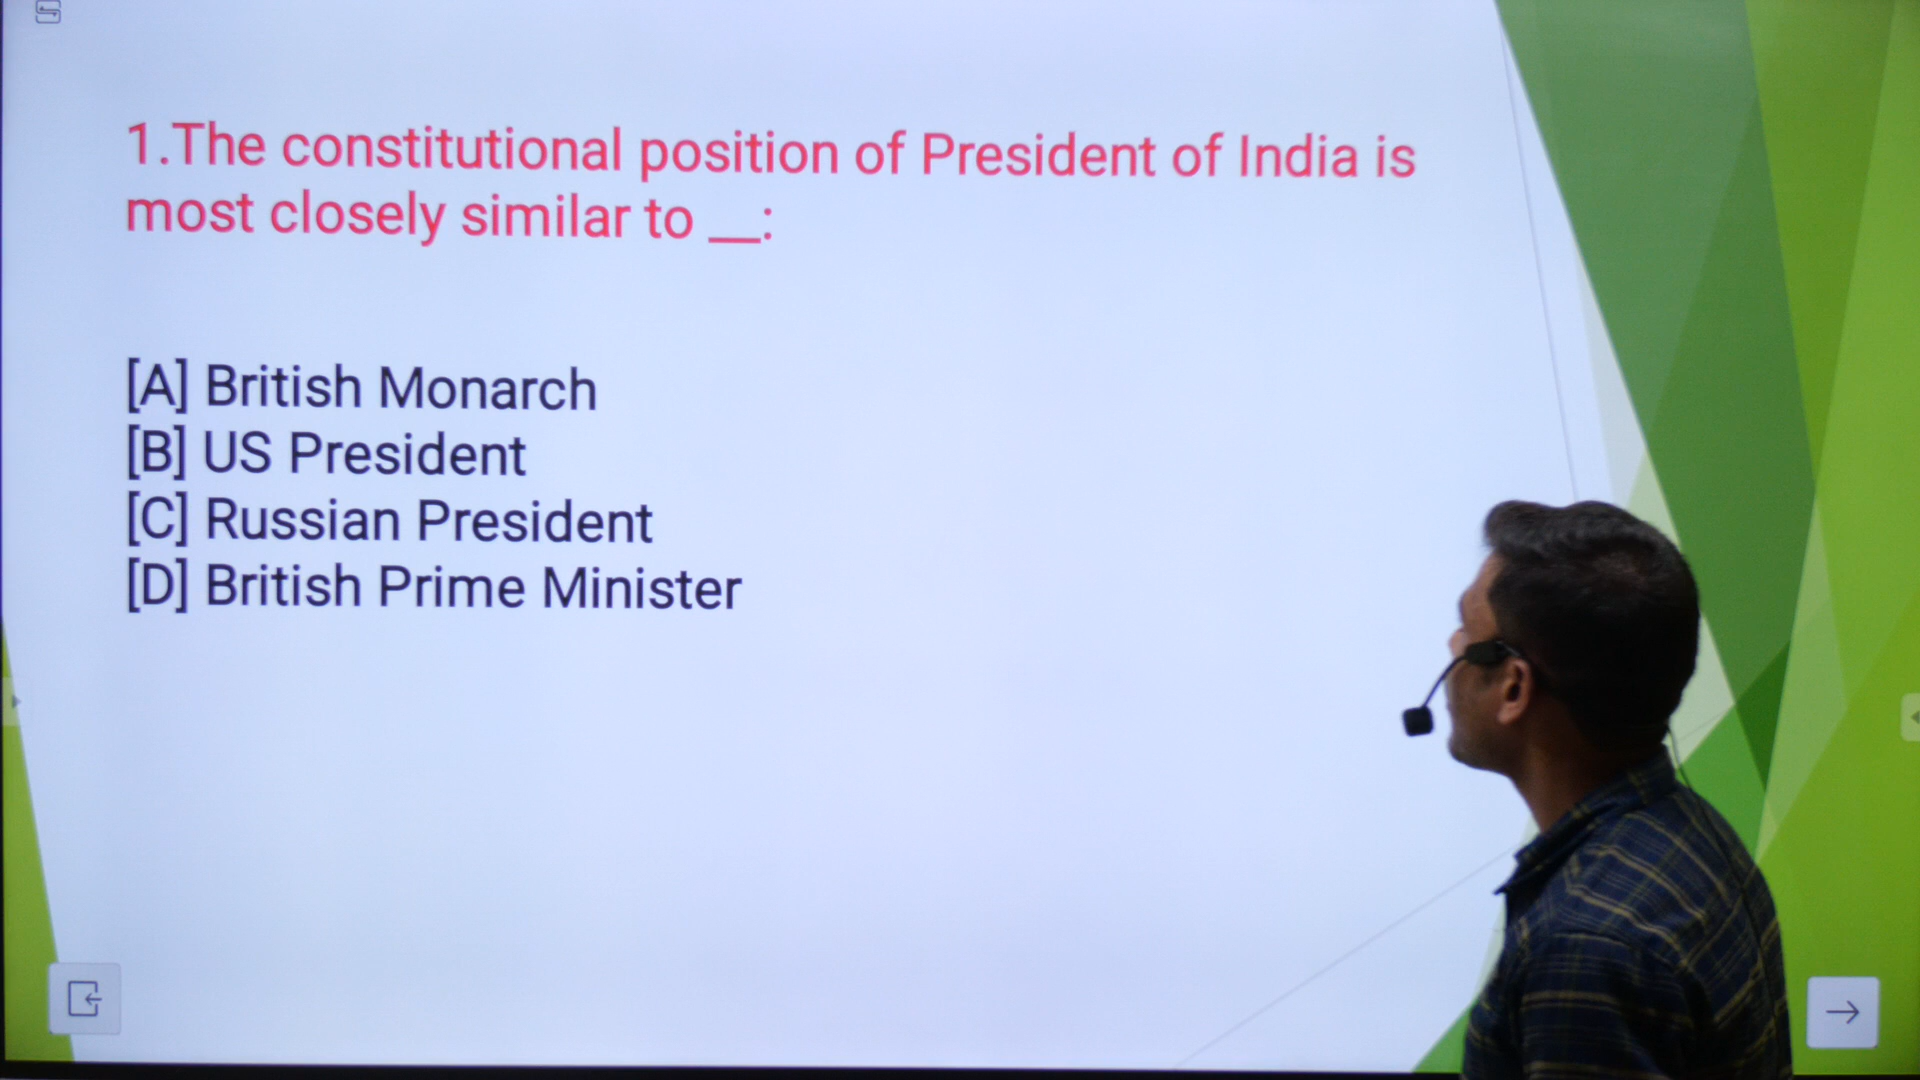 1.The constitutional position of President of India is
most closely similar to __:
[A] British Monarch
[B] US President
[C] Russian President
[D] British Prime Minister